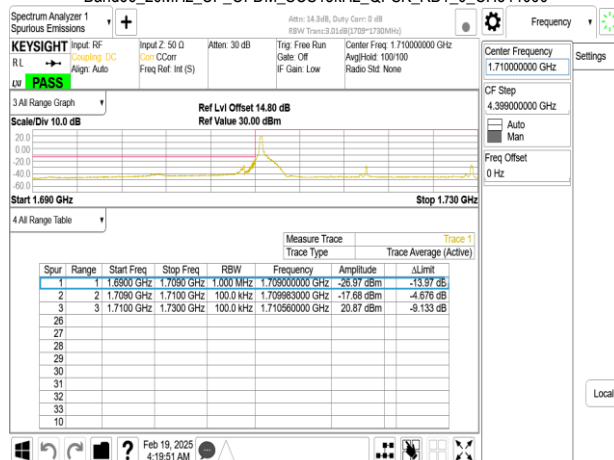 Spectrum Analyzer 1
Spurious Emissions
Attn: 14.3dB, Duty Corr: 0 dB
RBW Trans:3.01dB(1709~1730MHz)
Frequency
Settings
KEYSIGHT
RL
Input: RF
Coupling: DC
Align: Auto
Input Z: 50 Ω
Corr CCorr
Freq Ref: Int (S)
Atten: 30 dB
Trig: Free Run
Gate: Off
IF Gain: Low
Center Freq: 1.710000000 GHz
Avg|Hold: 100/100
Radio Std: None
LXI PASS
Center Frequency
1.710000000 GHz
CF Step
4.399000000 GHz
Auto
Man
Freq Offset
0 Hz
3 All Range Graph
Scale/Div 10.0 dB
Ref Lvl Offset 14.80 dB
Ref Value 30.00 dBm
20.0
0.00
-20.0
-40.0
-60.0
Start 1.690 GHz
Stop 1.730 GHz
4 All Range Table
Measure Trace Trace 1
Trace Type Trace Average (Active)
Spur Range Start Freq Stop Freq RBW Frequency Amplitude ΔLimit
1 1 1.6900 GHz 1.7090 GHz 1.000 MHz 1.709000000 GHz -26.97 dBm -13.97 dB
2 2 1.7090 GHz 1.7100 GHz 100.0 kHz 1.709983000 GHz -17.68 dBm -4.676 dB
3 3 1.7100 GHz 1.7300 GHz 100.0 kHz 1.710560000 GHz 20.87 dBm -9.133 dB
26
27
28
29
30
31
32
33
10
Local
Feb 19, 2025
4:19:51 AM